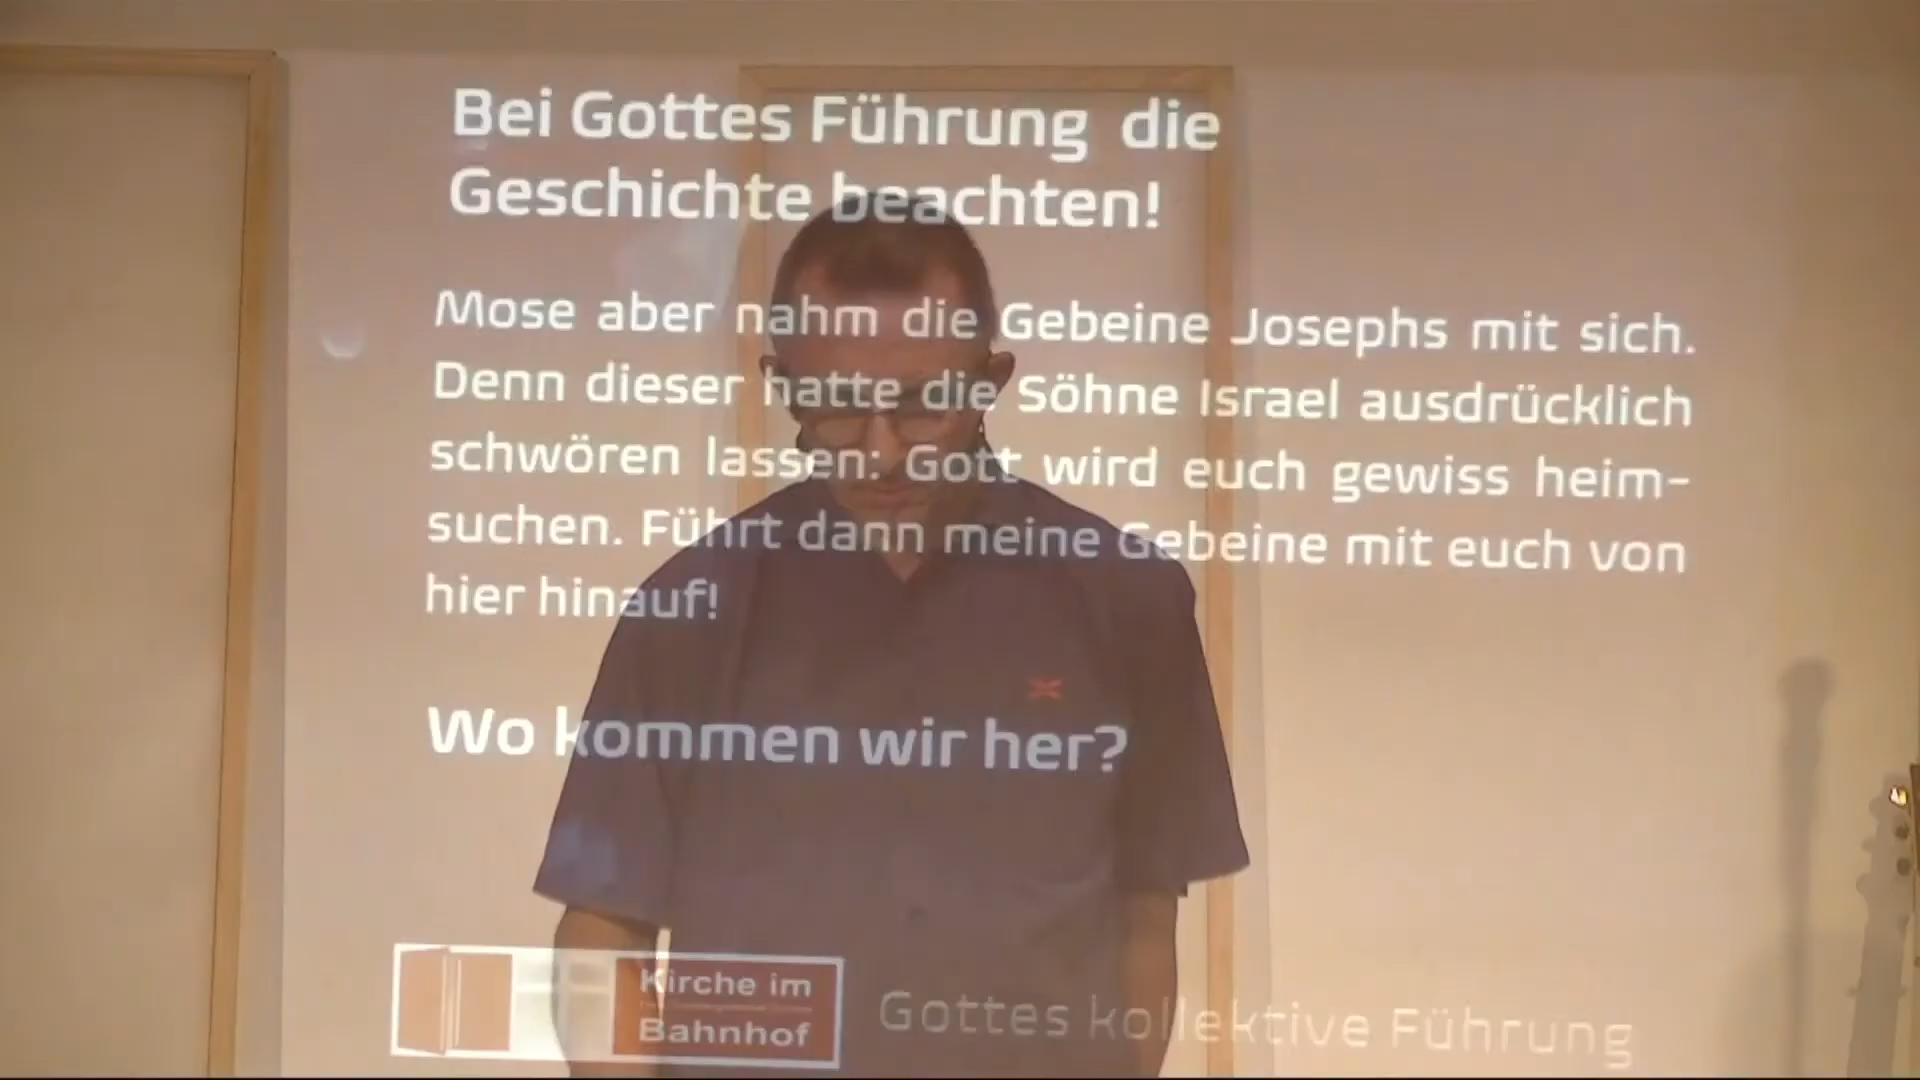 Bei Gottes Führung die
Geschichte beachten!
Mose aber nahm die Gebeine Josephs mit sich.
Denn dieser hatte die Söhne Israel ausdrücklich
schwören lassen: Gott wird euch gewiss heim-
suchen. Führt dann meine Gebeine mit euch von
hier hinauf!
Wo kommen wir her?
Kirche im
Bahnhof
Gottes kollektive Führung